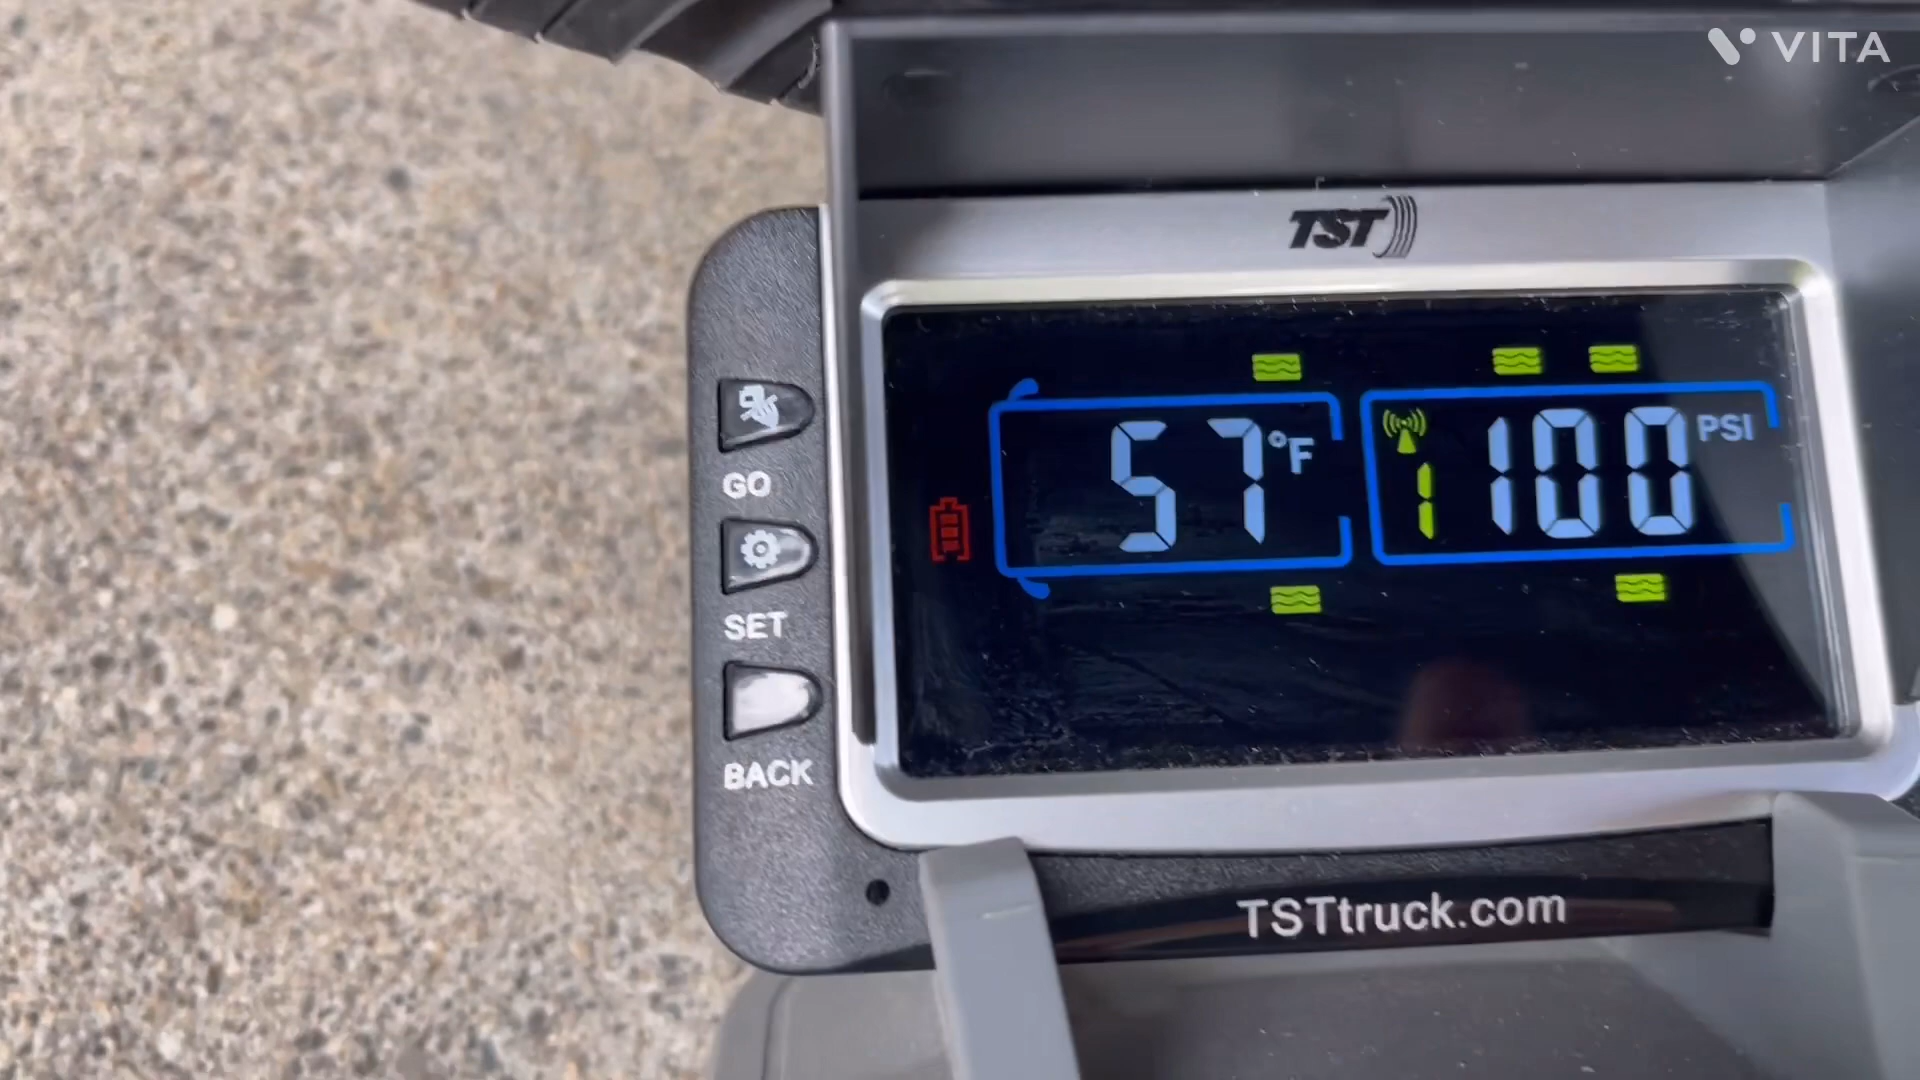 VITA
TST
57 °F
1 100 PSI
GO
SET
BACK
TSTtruck.com